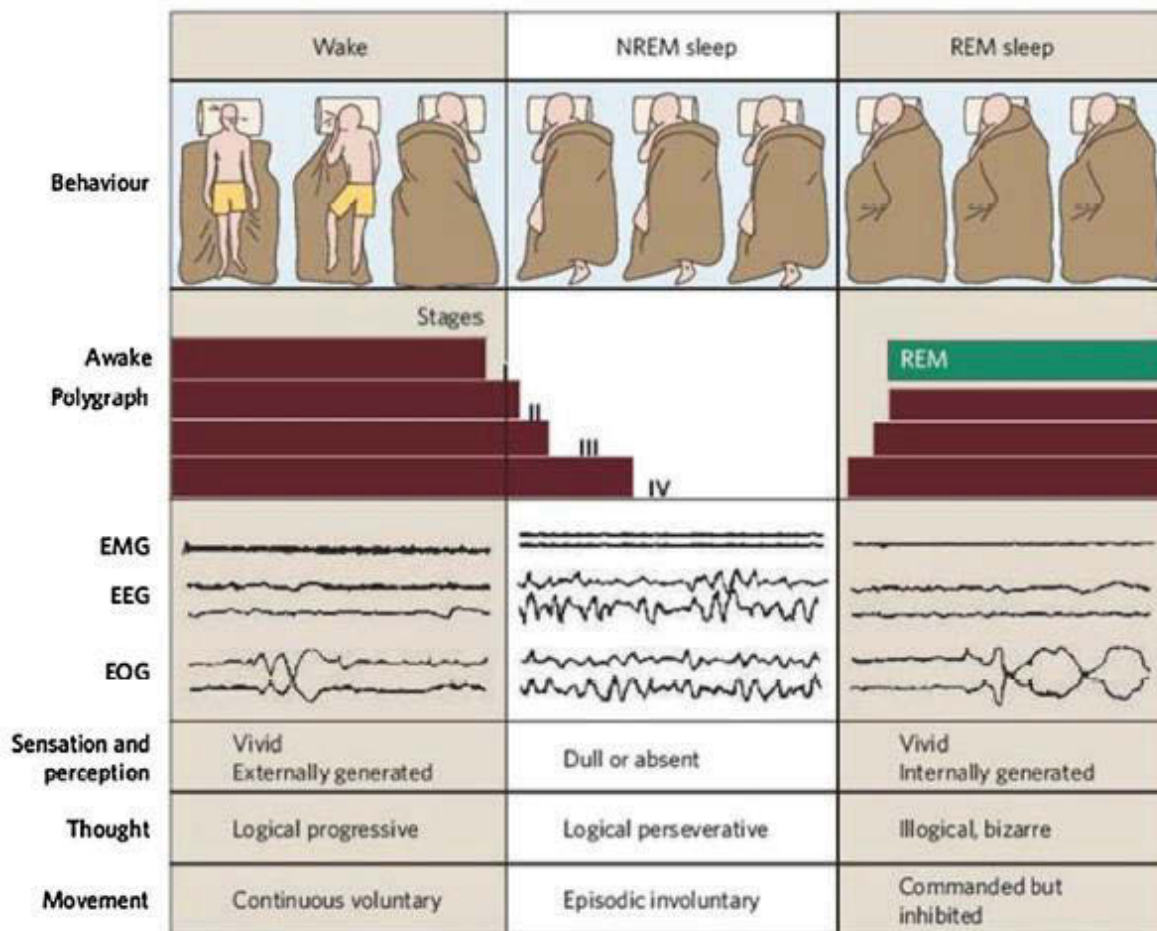 Wake
NREM sleep
REM sleep
Behaviour
Stages
Awake
REM
Polygraph
II
III
IV
EMG
EEG
EOG
Sensation and
perception
Vivid
Externally generated
Dull or absent
Vivid
Internally generated
Thought
Logical progressive
Logical perseverative
Illogical, bizarre
Movement
Continuous voluntary
Episodic involuntary
Commanded but
inhibited